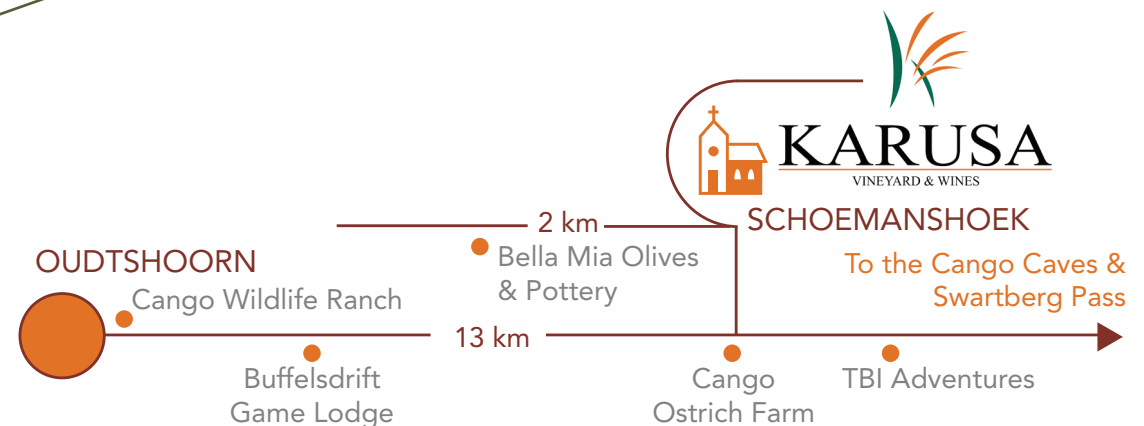 KARUSA
VINEYARD & WINES
2 km
SCHOEMANSHOEK
OUDTSHOORN
Bella Mia Olives
& Pottery
To the Cango Caves &
Swartberg Pass
Cango Wildlife Ranch
13 km
Buffelsdrift
Game Lodge
Cango
Ostrich Farm
TBI Adventures